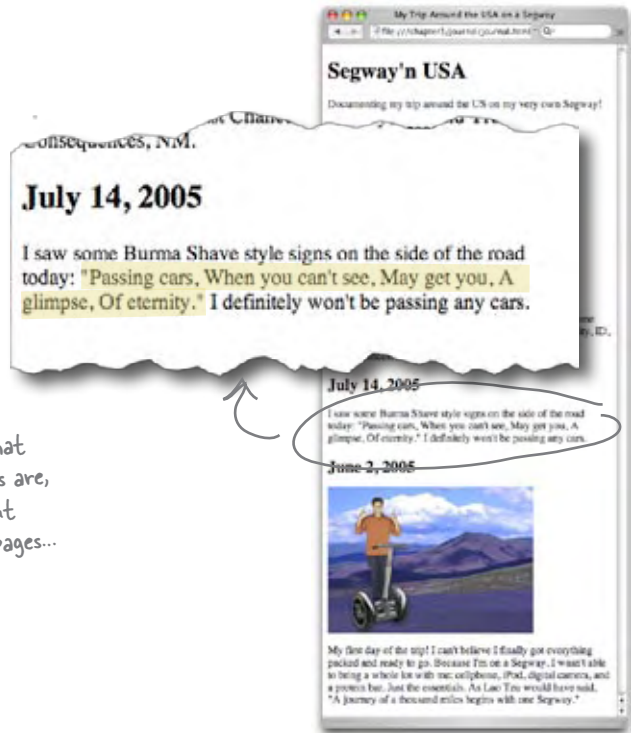 My Trip Around the USA on a Segway
Segway'n USA
Documenting my trip around the US on my very own Segway!
Consequences, NM.
July 14, 2005
I saw some Burma Shave style signs on the side of the road
today: "Passing cars, When you can't see, May get you, A
glimpse, Of eternity." I definitely won't be passing any cars.
July 14, 2005
I saw some Burma Shave style signs on the side of the road
today: "Passing cars, When you can't see, May get you, A
glimpse, Of eternity." I definitely won't be passing any cars.
June 2, 2005
My first day of the trip! I can't believe I finally got everything
packed and ready to go. Because I'm on a Segway, I wasn't able
to bring a whole lot with me: cellphone, iPod, digital camera, and
a protein bar. Just the essentials. As Lao Tzu would have said,
"A journey of a thousand miles begins with one Segway."
hat
s are,
t
pages...